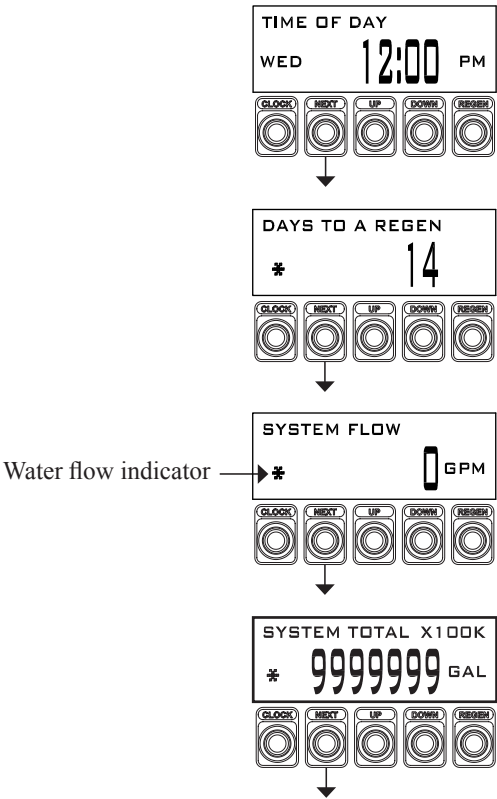 TIME OF DAY
WED 12:00 PM
CLOCK NEXT UP DOWN REGEN
DAYS TO A REGEN
* 14
CLOCK NEXT UP DOWN REGEN
SYSTEM FLOW
Water flow indicator * 0 GPM
CLOCK NEXT UP DOWN REGEN
SYSTEM TOTAL X100K
* 9999999 GAL
CLOCK NEXT UP DOWN REGEN